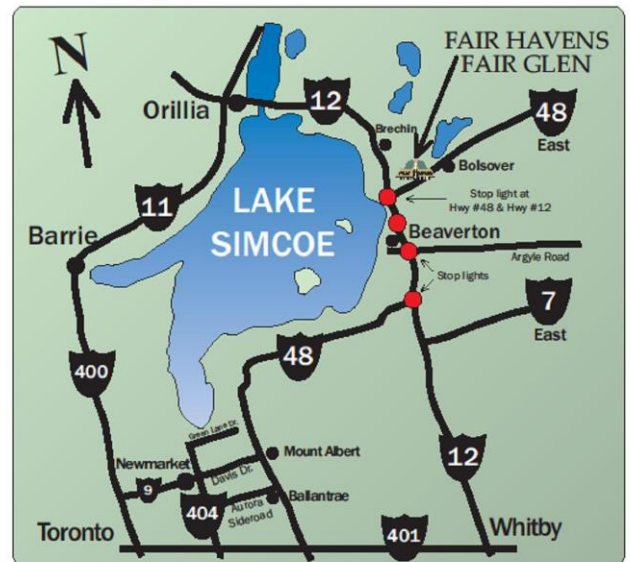 N
FAIR HAVENS
FAIR GLEN
Orillia
12
48
East
Brechin
Bolsover
Stop light at
Hwy #48 & Hwy #12
11
LAKE
SIMCOE
Barrie
Beaverton
Argyle Road
Stop lights
7
East
48
400
12
Green Lane Dr.
Mount Albert
Newmarket
Davis Dr.
9
Ballantrae
Aurora
Sideroad
404
Toronto
401
Whitby